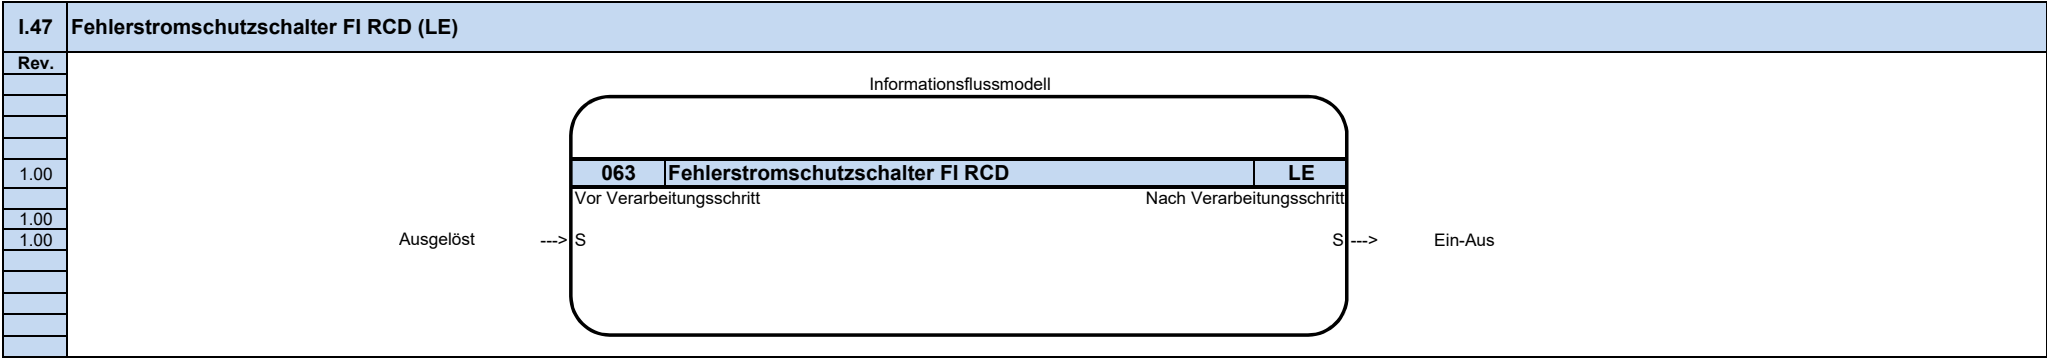 I.47 Fehlerstromschutzschalter FI RCD (LE)
Rev.
Informationsflussmodell
1.00 063 Fehlerstromschutzschalter FI RCD LE
Vor Verarbeitungsschritt Nach Verarbeitungsschritt
1.00
1.00 Ausgelöst ---> S S ---> Ein-Aus